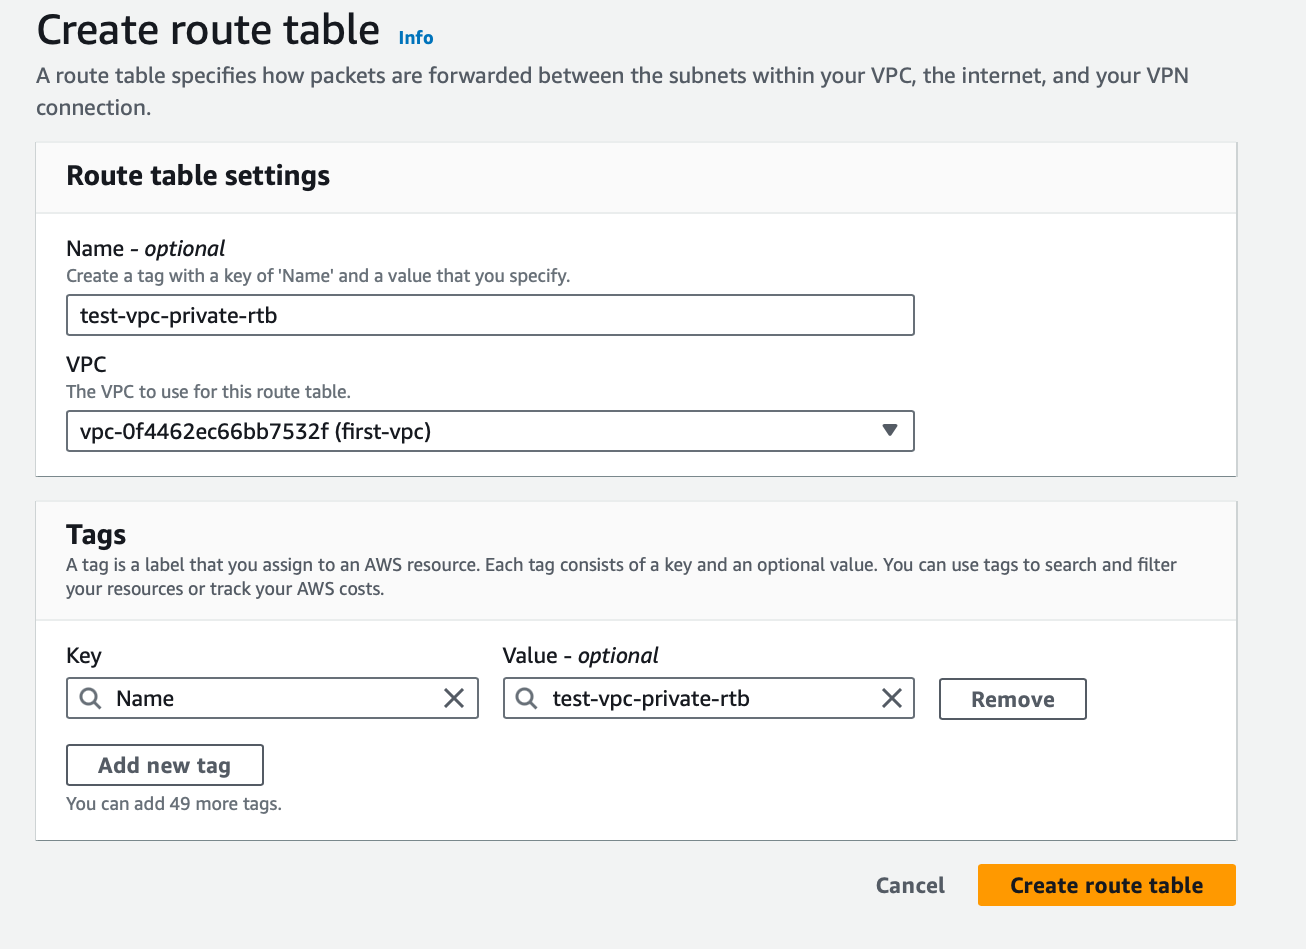 Create route table Info
A route table specifies how packets are forwarded between the subnets within your VPC, the internet, and your VPN
connection.
Route table settings
Name - optional
Create a tag with a key of 'Name' and a value that you specify.
test-vpc-private-rtb
VPC
The VPC to use for this route table.
vpc-0f4462ec66bb7532f (first-vpc)
Tags
A tag is a label that you assign to an AWS resource. Each tag consists of a key and an optional value. You can use tags to search and filter
your resources or track your AWS costs.
Key Value - optional
Name test-vpc-private-rtb Remove
Add new tag
You can add 49 more tags.
Cancel Create route table